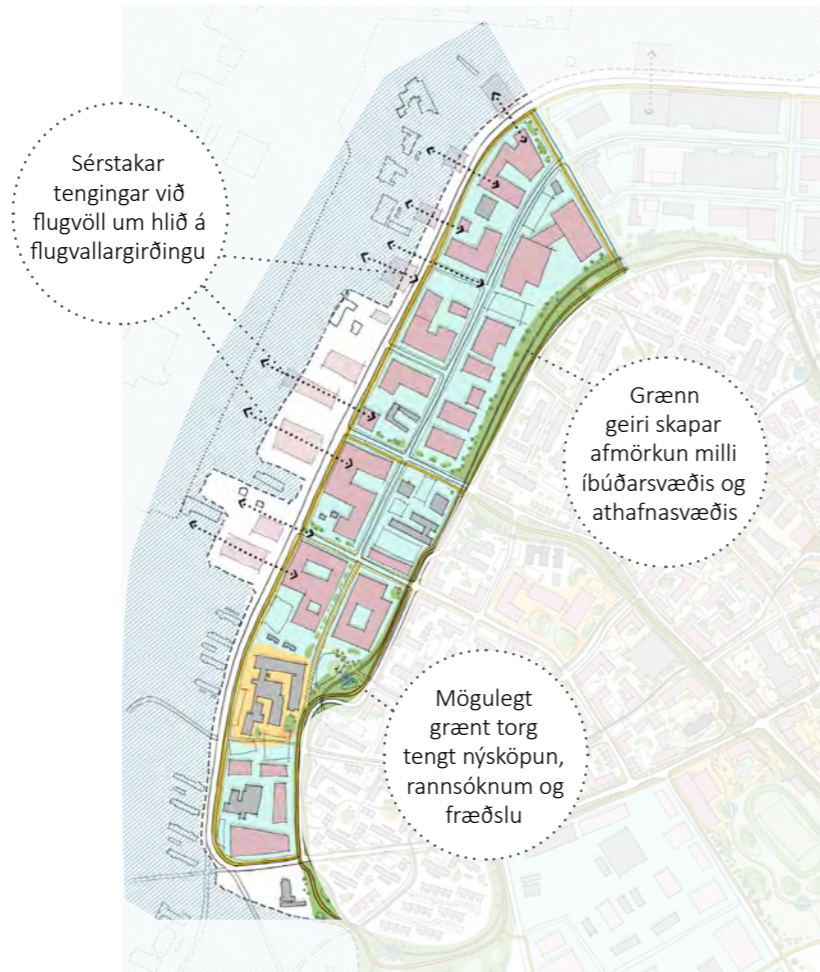 Sérstakar
tengingar við
flugvöll um hlið á
flugvallargirðingu
Grænn
geiri skapar
afmörkun milli
íbúðarsvæðis og
athafnasvæðis
Mögulegt
grænt torg
tengt nýsköpun,
rannsóknum og
fræðslu